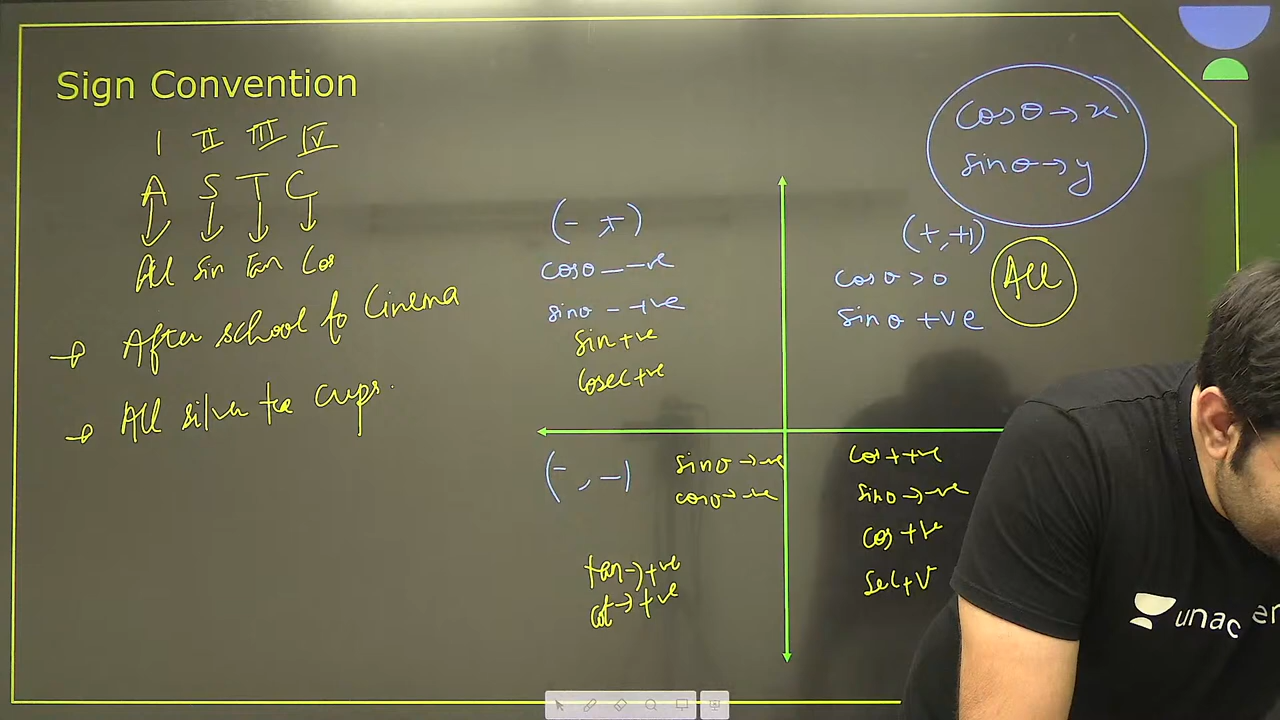 Sign Convention
I II III IV
A S T C
All Sin Tan Cos
→ After school to Cinema
→ All silver tea cups.
cosθ → x
sinθ → y
(-, +)
cosθ — -ve
sinθ - +ve
sin +ve
cosec +ve
(+, +)
cosθ > 0
sinθ +ve
All
(-, -)
sinθ → -ve
cosθ → -ve
tan → +ve
cot → +ve
cos + +ve
sinθ → -ve
cos +ve
sec +v
unac er